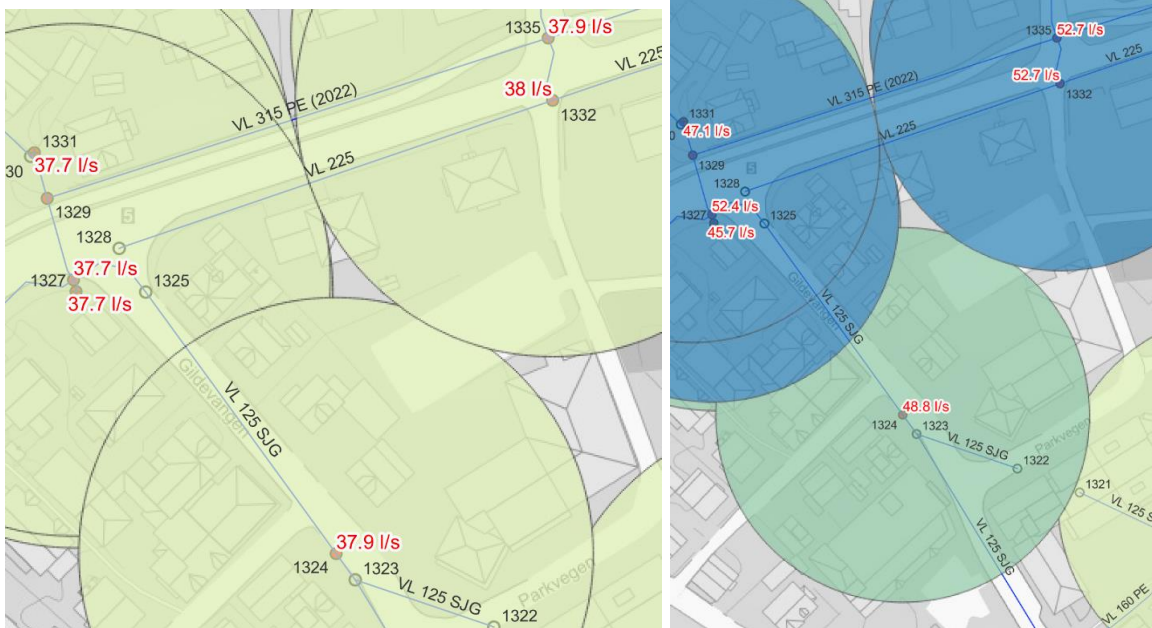 1335
37.9 l/s
VL 225
VL 315 PE (2022)
38 l/s
1332
1331
30
37.7 l/s
VL 225
1329
5
1328
1327
37.7 l/s
1325
37.7 l/s
Gildevangen
VL 125 SJG
37.9 l/s
1324
1323
VL 125 SJG
Parkvegen
1322
1335
52.7 l/s
VL 225
VL 315 PE (2022)
52.7 l/s
1332
1331
47.1 l/s
0
VL 225
1329
5
1328
1327
52.4 l/s
1325
45.7 l/s
Gildevangen
VL 125 SJG
48.8 l/s
1324
1323
VL 125 SJG
Parkvegen
1322
1321
VL 125 S
VL 125 SJG
VL 160 PE